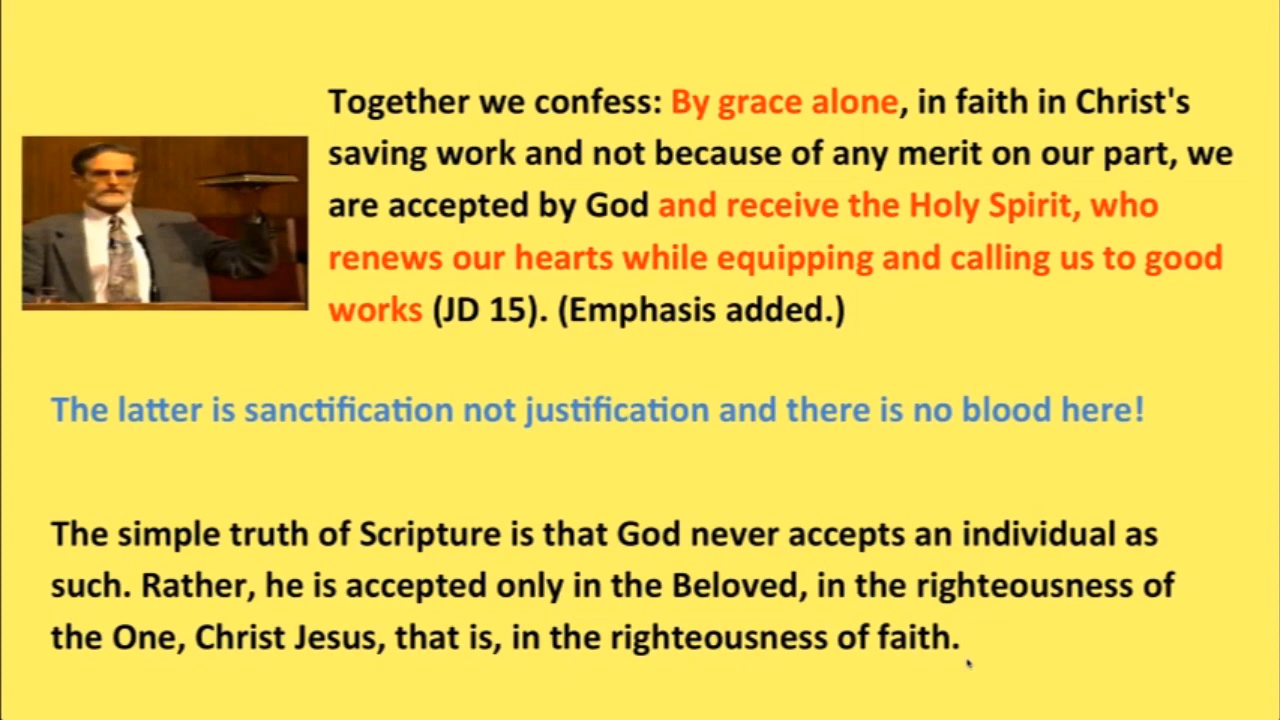 Together we confess: By grace alone, in faith in Christ's
saving work and not because of any merit on our part, we
are accepted by God and receive the Holy Spirit, who
renews our hearts while equipping and calling us to good
works (JD 15). (Emphasis added.)
The latter is sanctification not justification and there is no blood here!
The simple truth of Scripture is that God never accepts an individual as
such. Rather, he is accepted only in the Beloved, in the righteousness of
the One, Christ Jesus, that is, in the righteousness of faith.